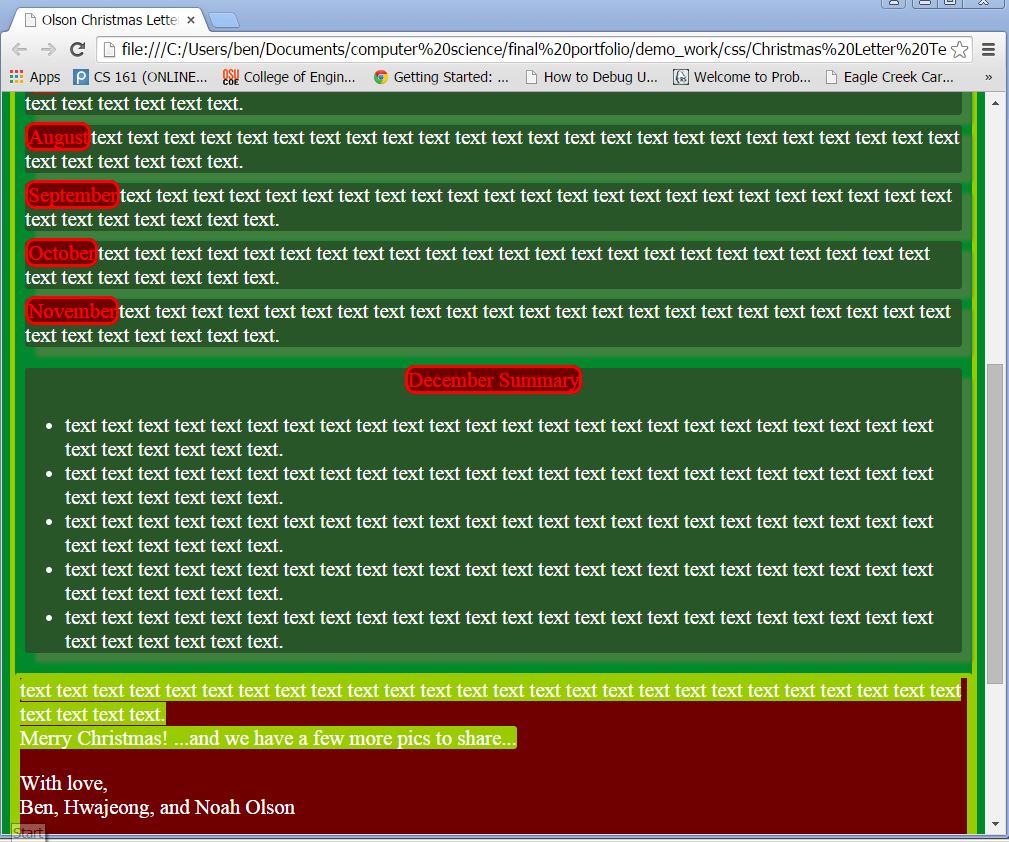 Olson Christmas Lette
file:///C:/Users/ben/Documents/computer%20science/final%20portfolio/demo_work/css/Christmas%20Letter%20Te
Apps CS 161 (ONLINE... OSU COE College of Engin... Getting Started: ... How to Debug U... Welcome to Prob... Eagle Creek Car... »
text text text text text text.
August text text text text text text text text text text text text text text text text text text text text text text text text
text text text text text text.
September text text text text text text text text text text text text text text text text text text text text text text text
text text text text text text text.
October text text text text text text text text text text text text text text text text text text text text text text text
text text text text text text text.
November text text text text text text text text text text text text text text text text text text text text text text text
text text text text text text text.
December Summary
• text text text text text text text text text text text text text text text text text text text text text text text text
text text text text text text.
• text text text text text text text text text text text text text text text text text text text text text text text text
text text text text text text.
• text text text text text text text text text text text text text text text text text text text text text text text text
text text text text text text.
• text text text text text text text text text text text text text text text text text text text text text text text text
text text text text text text.
• text text text text text text text text text text text text text text text text text text text text text text text text
text text text text text text.
text text text text text text text text text text text text text text text text text text text text text text text text text text
text text text text.
Merry Christmas! ...and we have a few more pics to share...
With love,
Ben, Hwajeong, and Noah Olson
Start